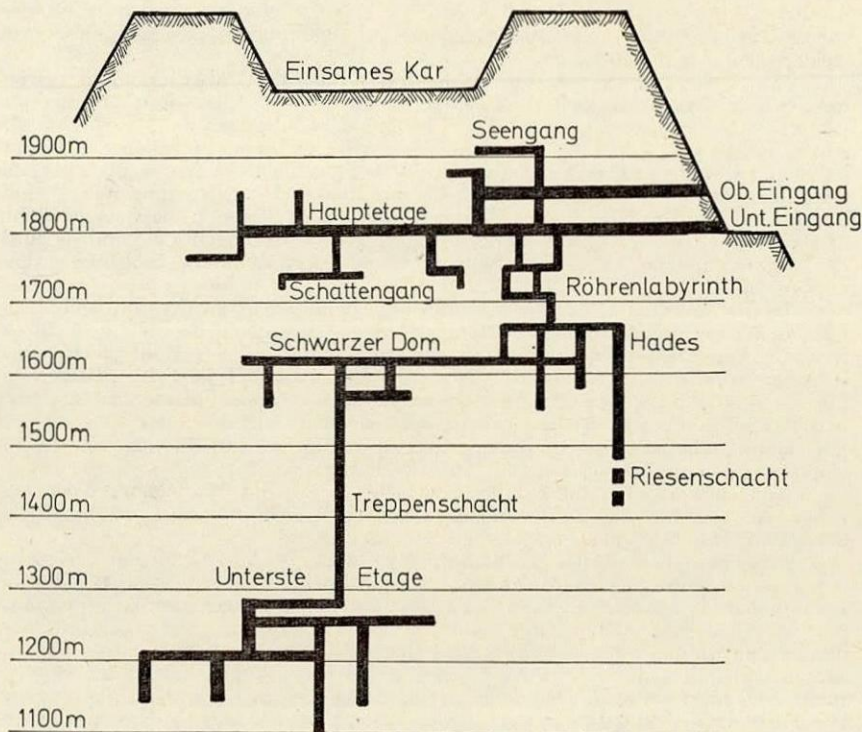 Einsames Kar
Seengang
1900m
Ob. Eingang
Hauptetage
Unt. Eingang
1800m
Schattengang
Röhrenlabyrinth
1700m
Schwarzer Dom
Hades
1600m
1500m
Riesenschacht
Treppenschacht
1400m
Unterste Etage
1300m
1200m
1100m